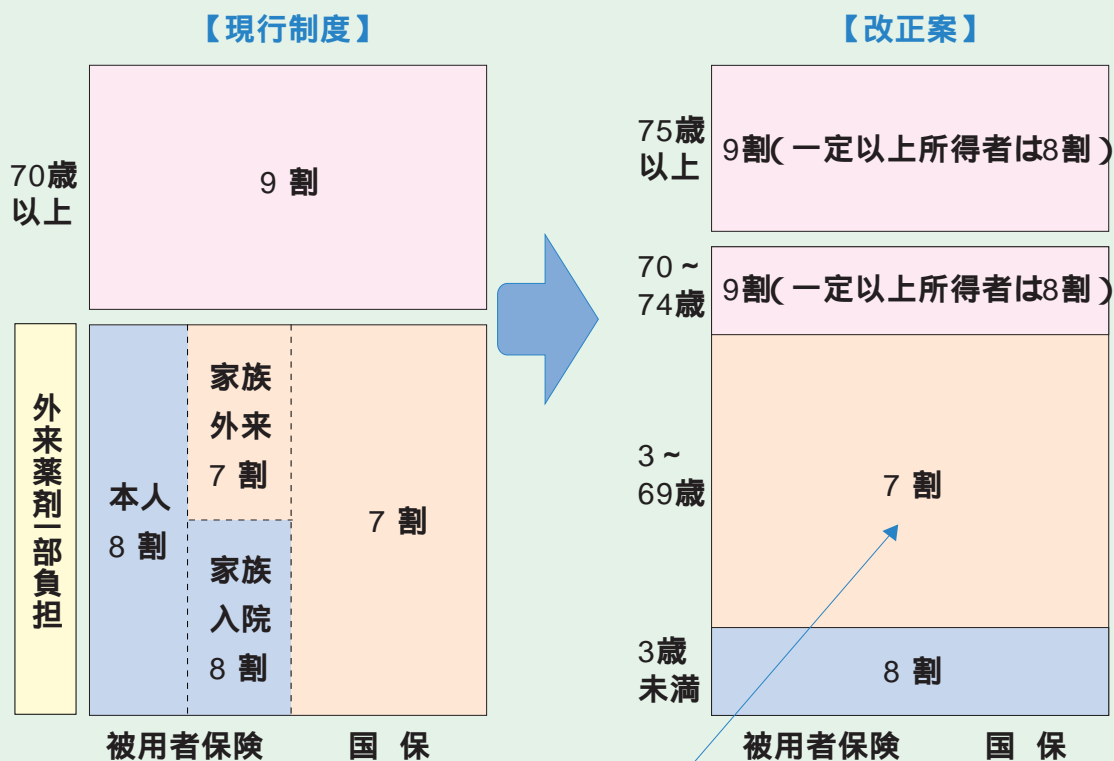 【現行制度】
70歳
以上
9 割
外来薬剤一部負担
本人
8 割
家族
外来
7 割
家族
入院
8 割
7 割
被用者保険
国 保
【改正案】
75歳
以上
9割(一定以上所得者は8割)
70~
74歳
9割(一定以上所得者は8割)
3~
69歳
7 割
3歳
未満
8 割
被用者保険
国 保